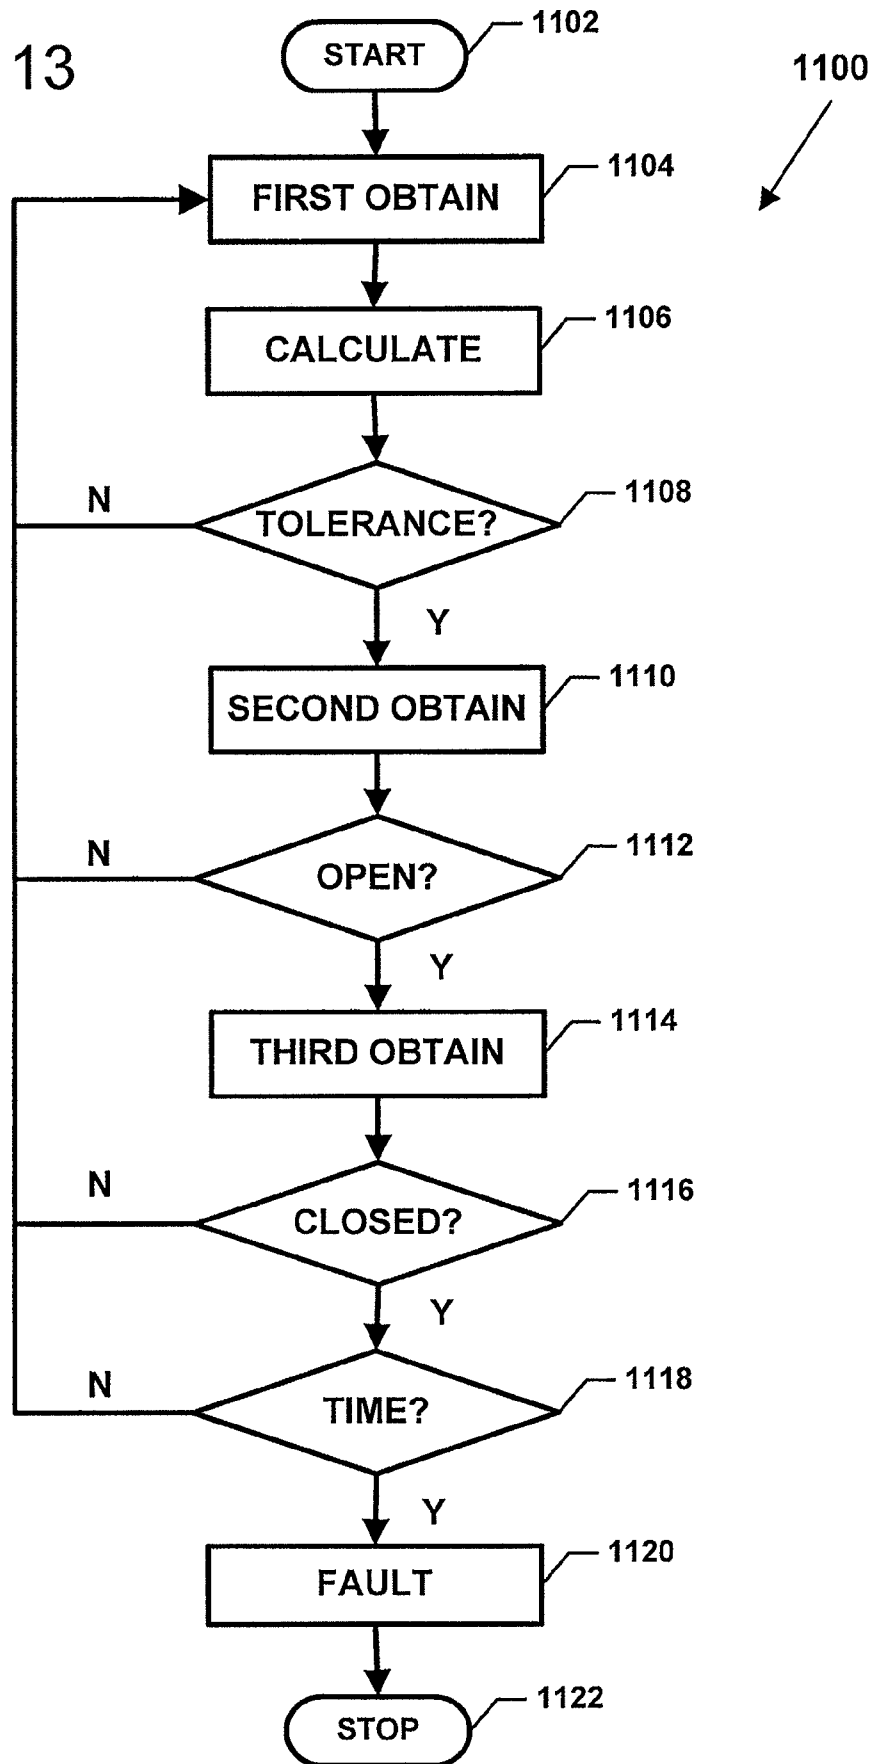 START
1102
13
1100
FIRST OBTAIN
1104
CALCULATE
1106
TOLERANCE?
1108
N
Y
SECOND OBTAIN
1110
OPEN?
1112
N
Y
THIRD OBTAIN
1114
CLOSED?
1116
N
Y
TIME?
1118
N
Y
FAULT
1120
STOP
1122